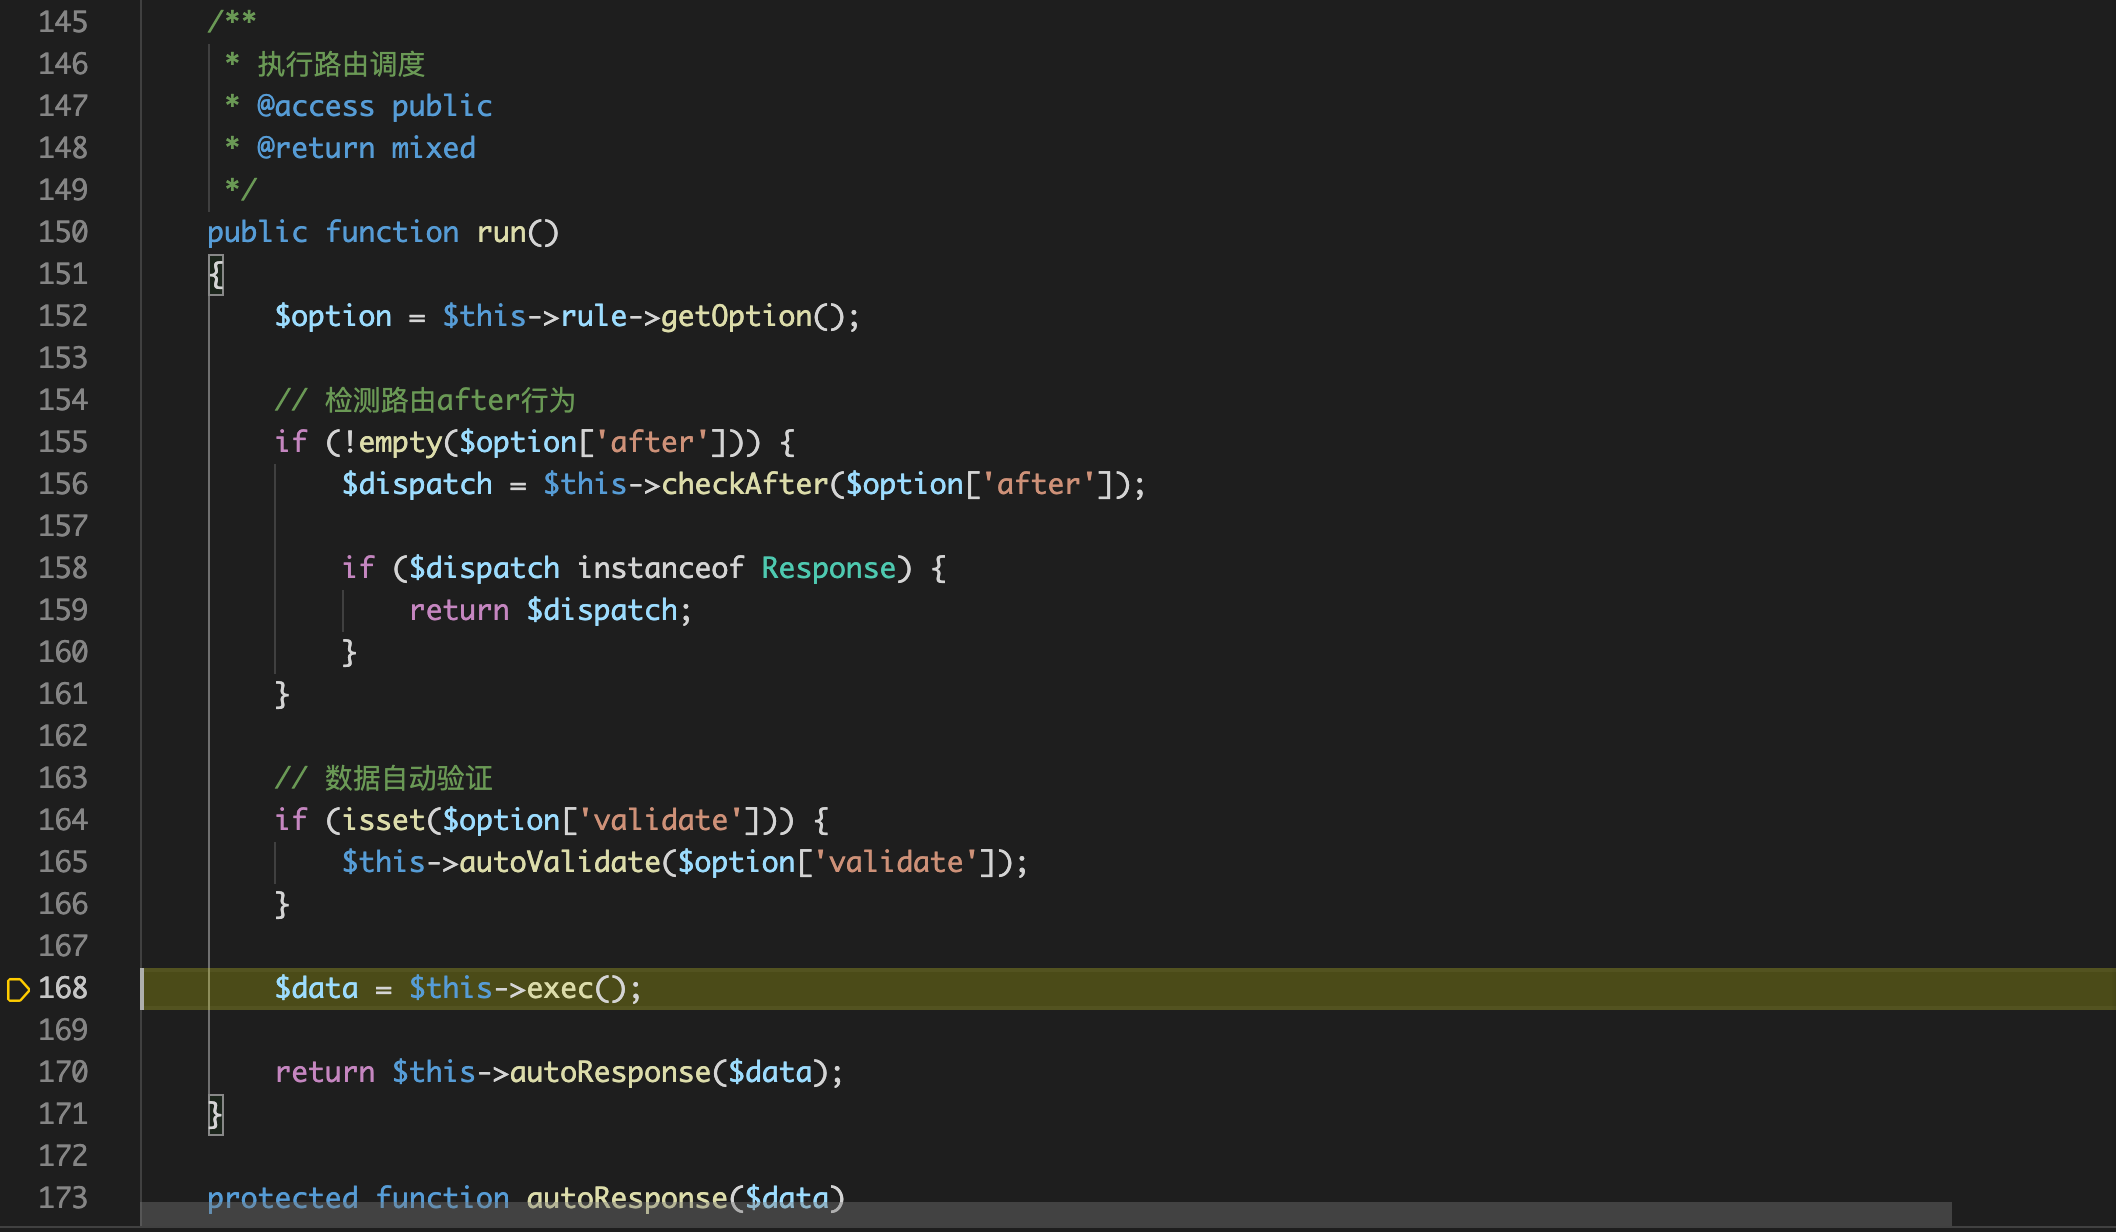 145 /**
146 * 执行路由调度
147 * @access public
148 * @return mixed
149 */
150 public function run()
151 {
152 $option = $this->rule->getOption();
153
154 // 检测路由after行为
155 if (!empty($option['after'])) {
156 $dispatch = $this->checkAfter($option['after']);
157
158 if ($dispatch instanceof Response) {
159 return $dispatch;
160 }
161 }
162
163 // 数据自动验证
164 if (isset($option['validate'])) {
165 $this->autoValidate($option['validate']);
166 }
167
168 $data = $this->exec();
169
170 return $this->autoResponse($data);
171 }
172
173 protected function autoResponse($data)